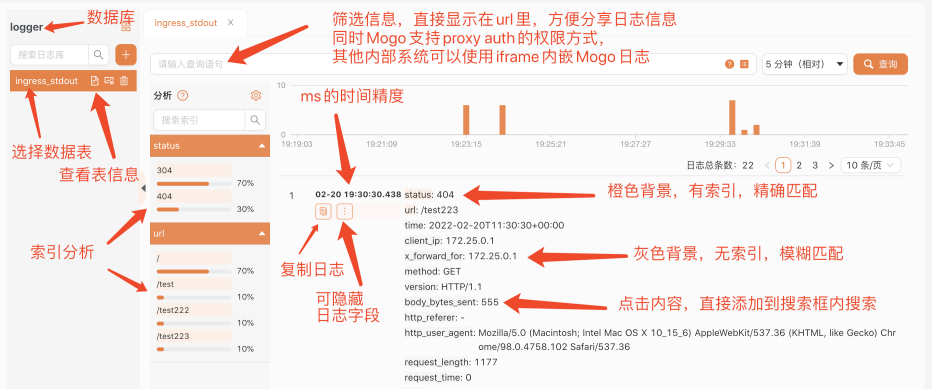 logger
数据库
搜索日志库
ingress_stdout
选择数据表
查看表信息
索引分析
ingress_stdout X
筛选信息，直接显示在url里，方便分享日志信息
同时Mogo支持proxy auth的权限方式，
其他内部系统可以使用iframe内嵌Mogo日志
请输入查询语句
5 分钟（相对）
查询
分析
搜索索引
status
304
70%
404
30%
url
/
70%
/test
10%
/test222
10%
/test223
10%
ms的时间精度
10
0
19:19:03 19:21:09 19:23:15 19:25:21 19:27:27 19:29:33 19:31:39 19:33:45
日志总条数： 22 < 1 2 3 > 10 条/页
1
02-20 19:30:30.438
复制日志
可隐藏
日志字段
status: 404
橙色背景，有索引，精确匹配
url: /test223
time: 2022-02-20T11:30:30+00:00
client_ip: 172.25.0.1
x_forward_for: 172.25.0.1
灰色背景，无索引，模糊匹配
method: GET
version: HTTP/1.1
body_bytes_sent: 555
点击内容，直接添加到搜索框内搜索
http_referer: -
http_user_agent: Mozilla/5.0 (Macintosh; Intel Mac OS X 10_15_6) AppleWebKit/537.36 (KHTML, like Gecko) Chr
ome/98.0.4758.102 Safari/537.36
request_length: 1177
request_time: 0